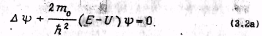 Δψ + 2m₀/ħ² (E-U)ψ=0. (3.2a)